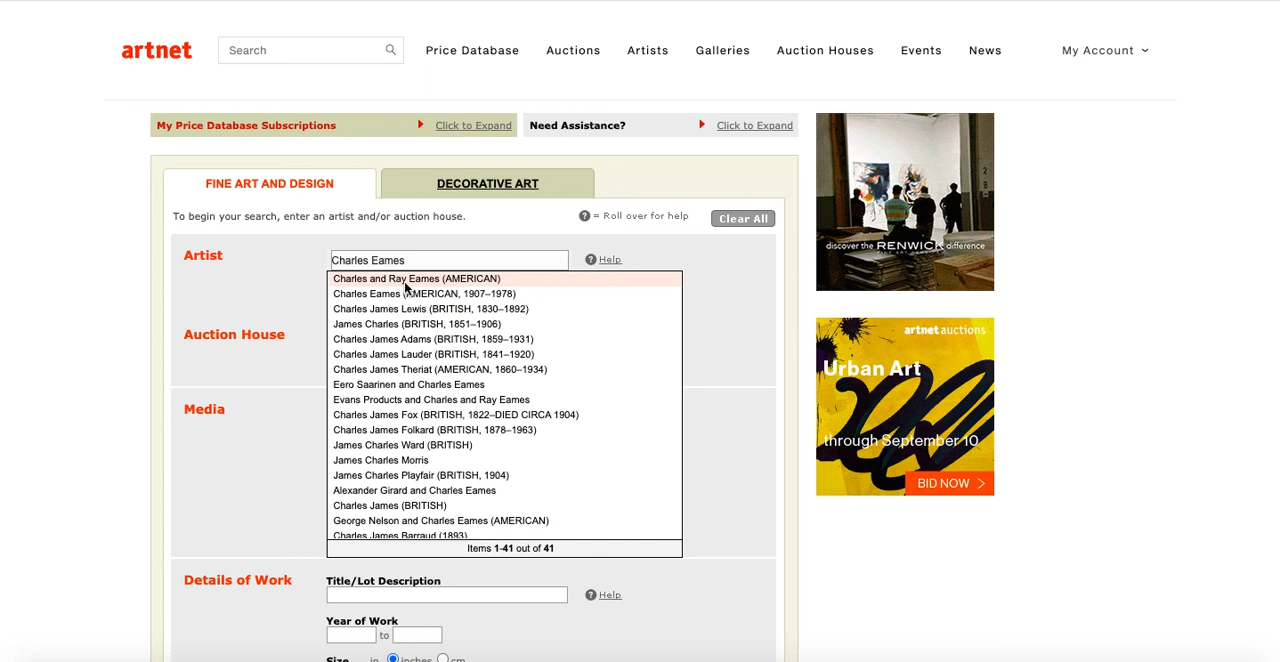 artnet
Search
Price Database
Auctions
Artists
Galleries
Auction Houses
Events
News
My Account
My Price Database Subscriptions
Click to Expand
Need Assistance?
Click to Expand
FINE ART AND DESIGN
DECORATIVE ART
To begin your search, enter an artist and/or auction house.
? = Roll over for help
Clear All
Artist
Charles Eames
? Help
Charles and Ray Eames (AMERICAN)
Charles Eames (AMERICAN, 1907–1978)
Charles James Lewis (BRITISH, 1830–1892)
James Charles (BRITISH, 1851–1906)
Charles James Adams (BRITISH, 1859–1931)
Charles James Lauder (BRITISH, 1841–1920)
Charles James Theriat (AMERICAN, 1860–1934)
Eero Saarinen and Charles Eames
Evans Products and Charles and Ray Eames
Charles James Fox (BRITISH, 1822–DIED CIRCA 1904)
Charles James Folkard (BRITISH, 1878–1963)
James Charles Ward (BRITISH)
James Charles Morris
James Charles Playfair (BRITISH, 1904)
Alexander Girard and Charles Eames
Charles James (BRITISH)
George Nelson and Charles Eames (AMERICAN)
Charles James Barraud (1893)
Items 1-41 out of 41
Auction House
Media
Details of Work
Title/Lot Description
? Help
Year of Work
to
Size
in
inches
cm
discover the RENWICK difference
artnet auctions
Urban Art
through September 10
BID NOW >